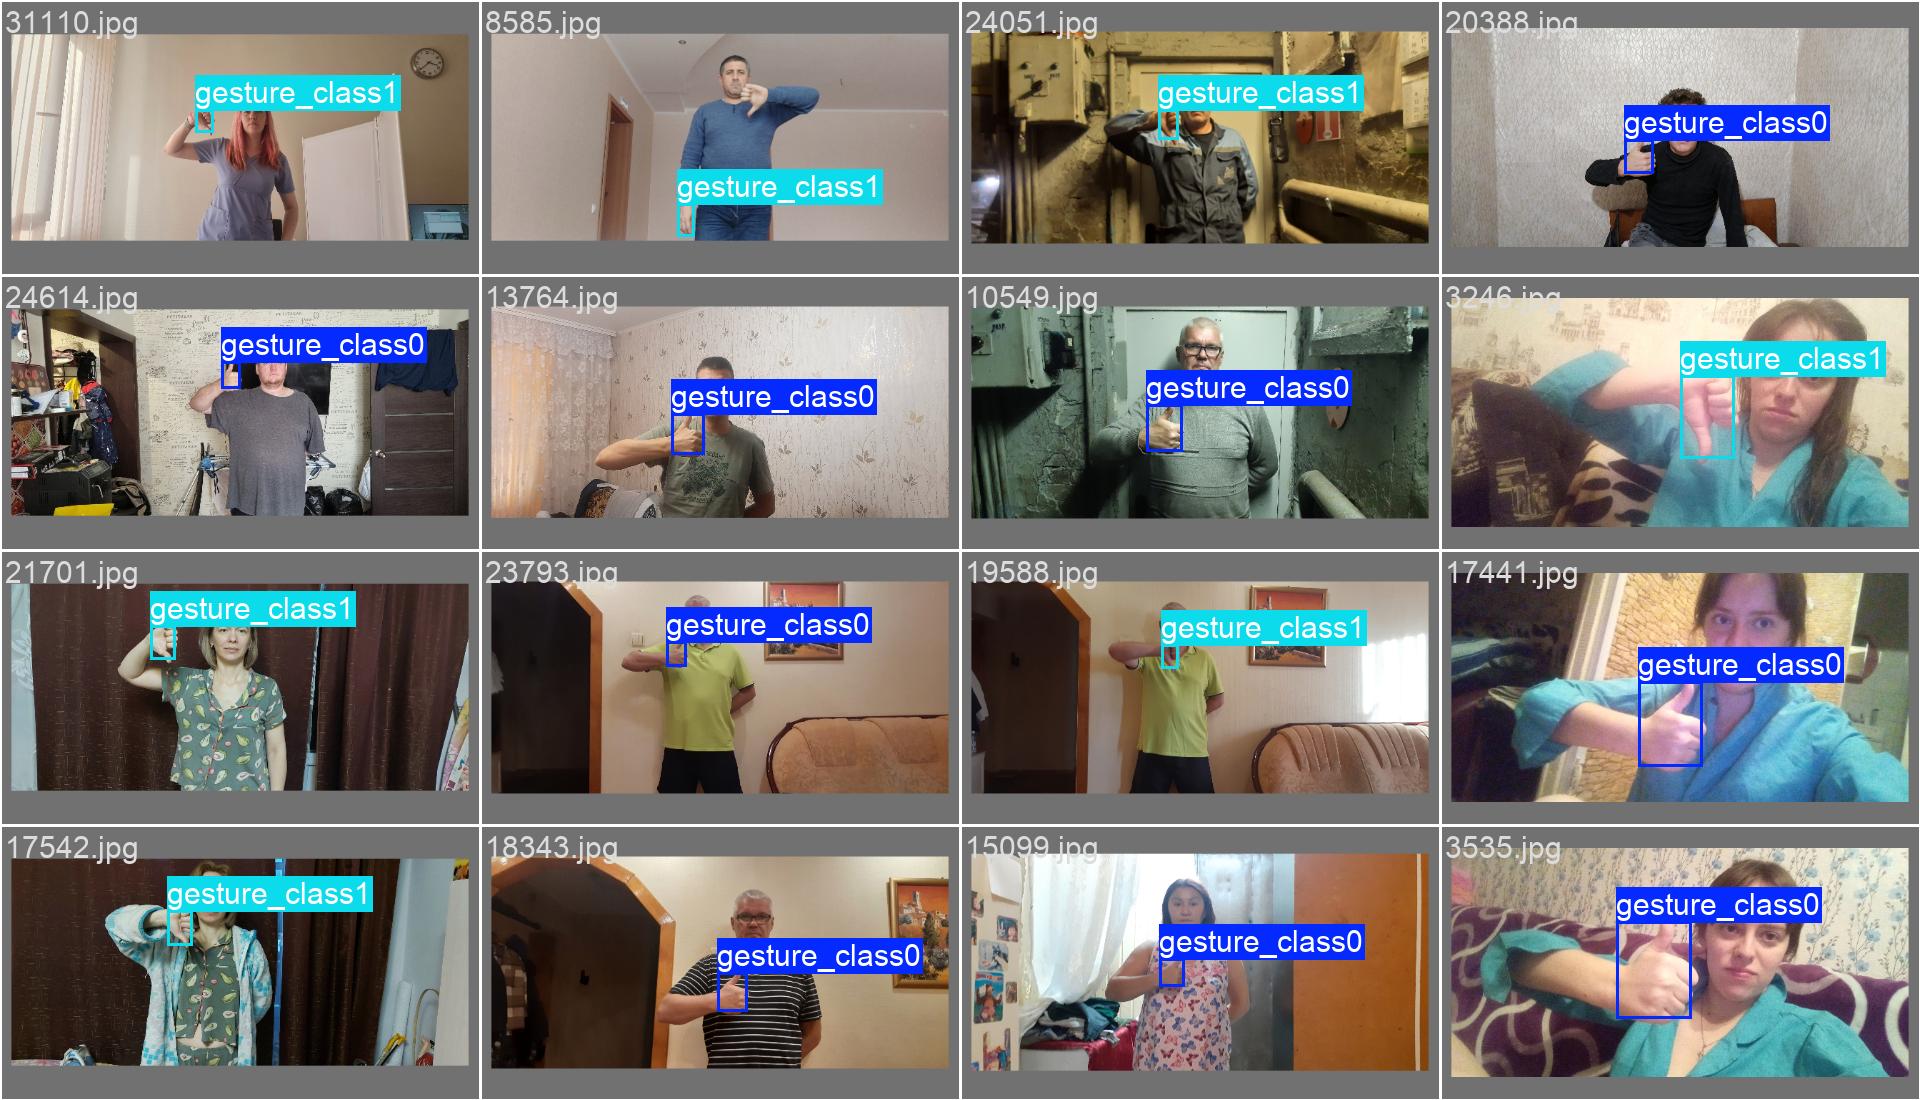 31110.jpg
gesture_class1
8585.jpg
gesture_class1
24051.jpg
gesture_class1
20388.jpg
gesture_class0
24614.jpg
gesture_class0
13764.jpg
gesture_class0
10549.jpg
gesture_class0
3246.jpg
gesture_class1
21701.jpg
gesture_class1
23793.jpg
gesture_class0
19588.jpg
gesture_class1
17441.jpg
gesture_class0
17542.jpg
gesture_class1
18343.jpg
gesture_class0
15099.jpg
gesture_class0
3535.jpg
gesture_class0